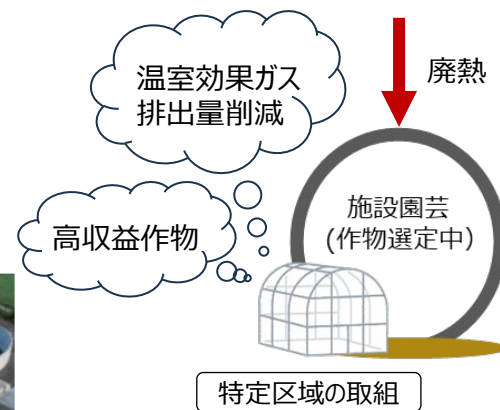 温室効果ガス
排出量削減
廃熱
高収益作物
施設園芸
(作物選定中)
特定区域の取組